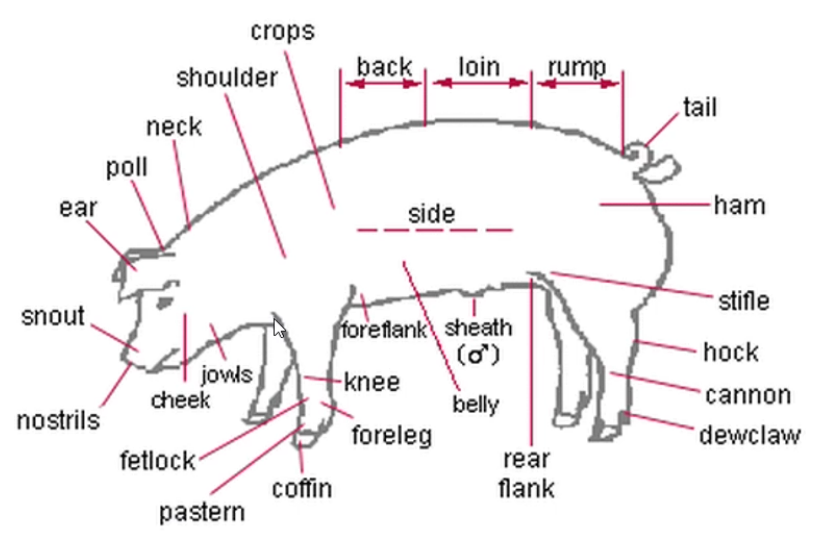 crops
back
loin
rump
shoulder
tail
neck
poll
ear
ham
side
snout
stifle
foreflank
sheath
(♂)
hock
jowls
knee
cheek
cannon
belly
nostrils
foreleg
dewclaw
fetlock
rear
flank
coffin
pastern